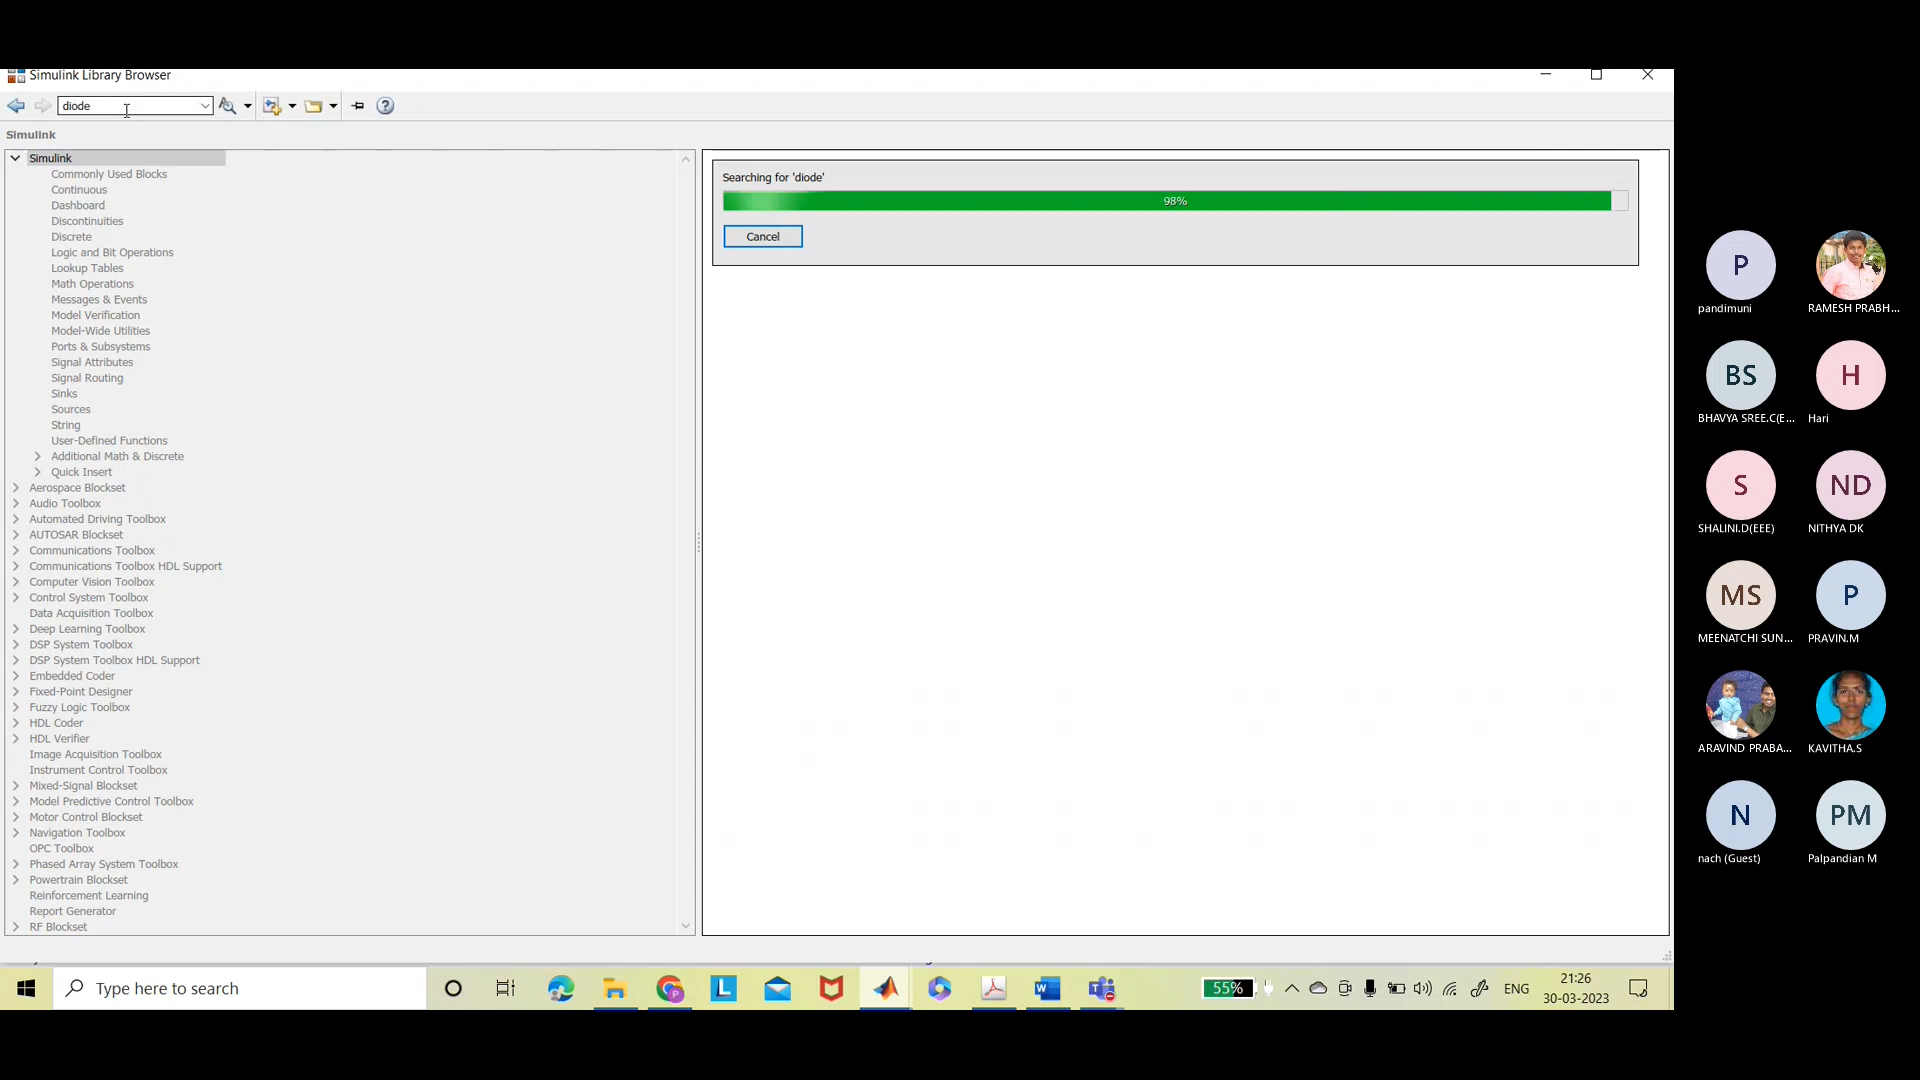 Simulink Library Browser
diode
Simulink
Simulink
Commonly Used Blocks
Continuous
Dashboard
Discontinuities
Discrete
Logic and Bit Operations
Lookup Tables
Math Operations
Messages & Events
Model Verification
Model-Wide Utilities
Ports & Subsystems
Signal Attributes
Signal Routing
Sinks
Sources
String
User-Defined Functions
Additional Math & Discrete
Quick Insert
Aerospace Blockset
Audio Toolbox
Automated Driving Toolbox
AUTOSAR Blockset
Communications Toolbox
Communications Toolbox HDL Support
Computer Vision Toolbox
Control System Toolbox
Data Acquisition Toolbox
Deep Learning Toolbox
DSP System Toolbox
DSP System Toolbox HDL Support
Embedded Coder
Fixed-Point Designer
Fuzzy Logic Toolbox
HDL Coder
HDL Verifier
Image Acquisition Toolbox
Instrument Control Toolbox
Mixed-Signal Blockset
Model Predictive Control Toolbox
Motor Control Blockset
Navigation Toolbox
OPC Toolbox
Phased Array System Toolbox
Powertrain Blockset
Reinforcement Learning
Report Generator
RF Blockset
Searching for 'diode'
98%
Cancel
P
pandimuni
RAMESH PRABH...
BS
BHAVYA SREE.C(E...
H
Hari
S
SHALINI.D(EEE)
ND
NITHYA DK
MS
MEENATCHI SUN...
P
PRAVIN.M
ARAVIND PRABA...
KAVITHA.S
N
nach (Guest)
PM
Palpandian M
Type here to search
L
W
55%
ENG
21:26
30-03-2023